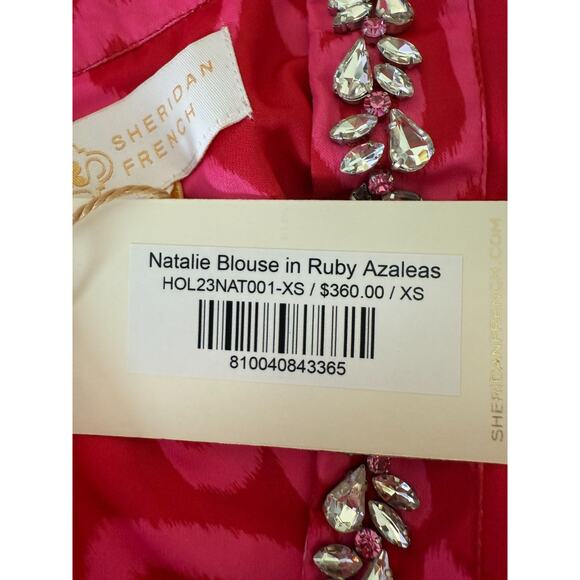 SHERIDAN
FRENCH
Natalie Blouse in Ruby Azaleas
HOL23NAT001-XS / $360.00 / XS
810040843365
SHERIDANFRENCH.COM